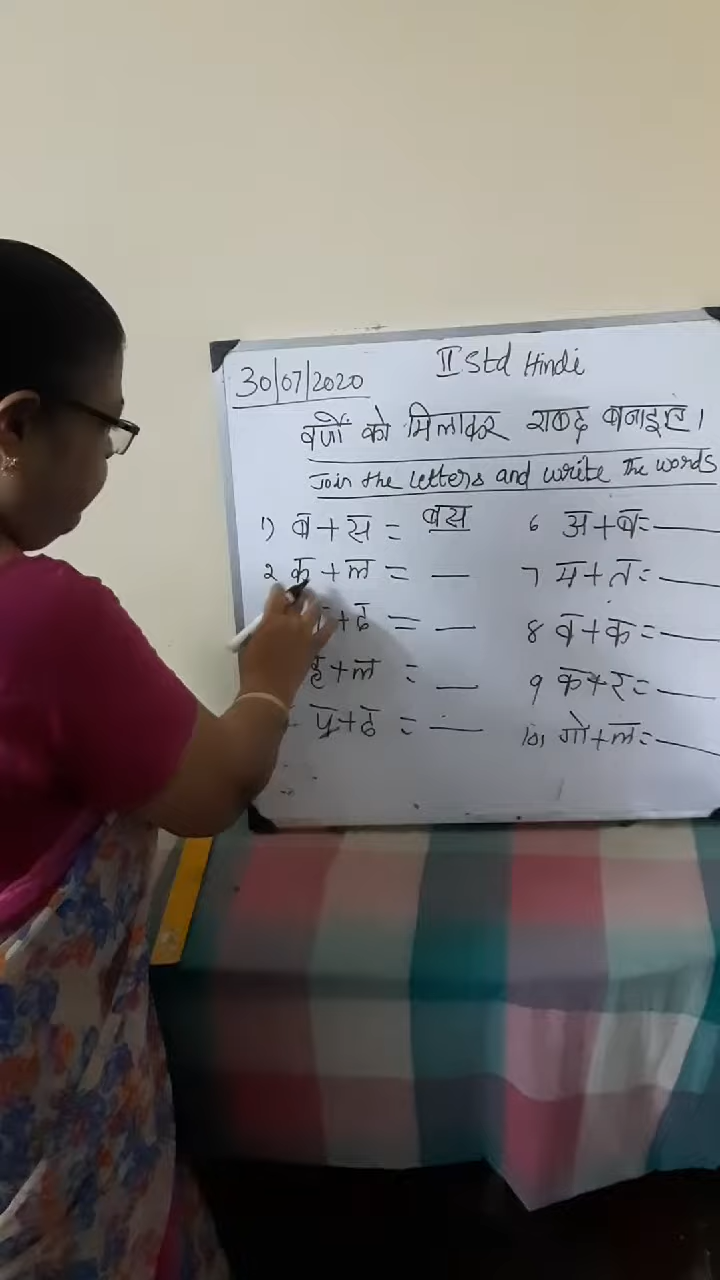 30/07/2020
II Std Hindi
वर्णों को मिलाकर शब्द बनाइए।
Join the letters and write the words
1) ब + स = बस
2 क + ल = —
+ ढ = —
ह + ल = —
प + ढ = —
6 अ + ब = —
7 म + त = —
8 ब + क = —
9 क + र = —
10) गो + ल = —